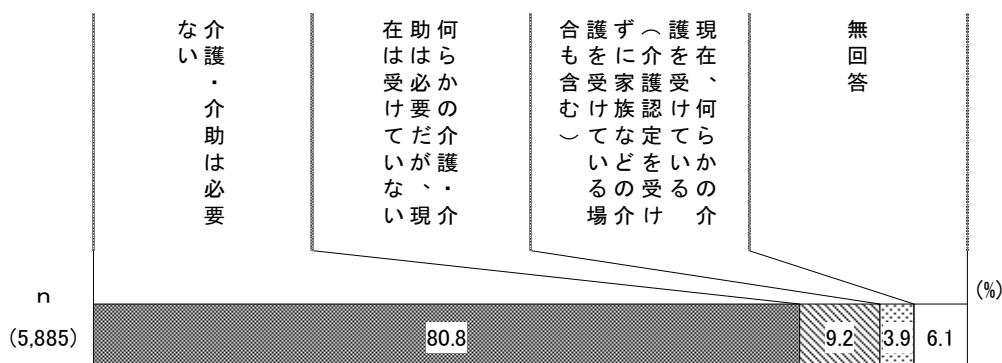 介護・介助は必要
ない
何らかの介護・介
助は必要だが、現
在は受けていない
現在、何らかの介
護を受けている
（介護認定を受け
ずに家族などの介
護を受けている場
合も含む）
無回答
(%)
n
(5,885)
80.8
9.2
3.9
6.1